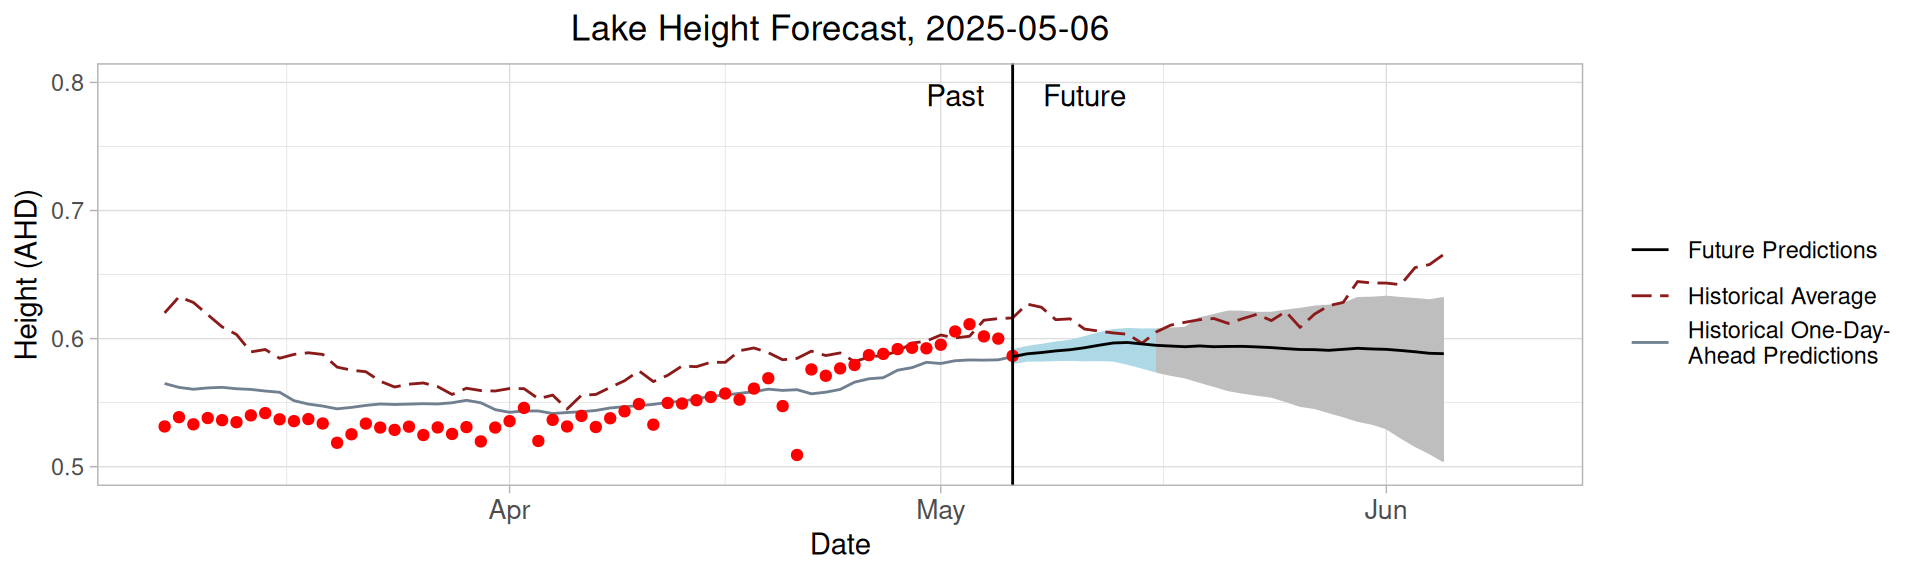 Lake Height Forecast, 2025-05-06
0.8
0.7
0.6
0.5
Height (AHD)
Past
Future
Apr
May
Jun
Date
Future Predictions
Historical Average
Historical One-Day-
Ahead Predictions